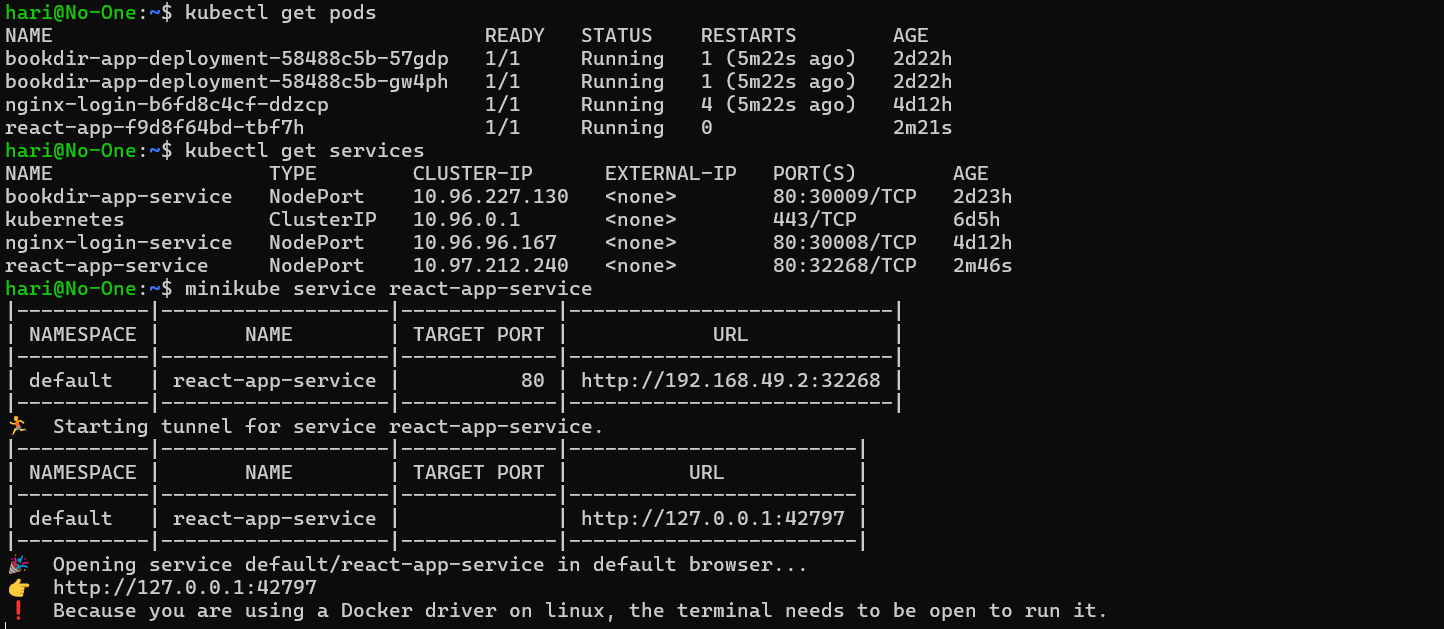 hari@No-One:~$ kubectl get pods
NAME                                    READY   STATUS    RESTARTS        AGE
bookdir-app-deployment-58488c5b-57gdp   1/1     Running   1 (5m22s ago)   2d22h
bookdir-app-deployment-58488c5b-gw4ph   1/1     Running   1 (5m22s ago)   2d22h
nginx-login-b6fd8c4cf-ddzcp             1/1     Running   4 (5m22s ago)   4d12h
react-app-f9d8f64bd-tbf7h               1/1     Running   0               2m21s
hari@No-One:~$ kubectl get services
NAME                  TYPE        CLUSTER-IP      EXTERNAL-IP   PORT(S)        AGE
bookdir-app-service   NodePort    10.96.227.130   <none>        80:30009/TCP   2d23h
kubernetes            ClusterIP   10.96.0.1       <none>        443/TCP        6d5h
nginx-login-service   NodePort    10.96.96.167    <none>        80:30008/TCP   4d12h
react-app-service     NodePort    10.97.212.240   <none>        80:32268/TCP   2m46s
hari@No-One:~$ minikube service react-app-service
|-----------|-------------------|-------------|---------------------------|
| NAMESPACE |       NAME        | TARGET PORT |            URL            |
|-----------|-------------------|-------------|---------------------------|
| default   | react-app-service |          80 | http://192.168.49.2:32268 |
|-----------|-------------------|-------------|---------------------------|
🏃  Starting tunnel for service react-app-service.
|-----------|-------------------|-------------|------------------------|
| NAMESPACE |       NAME        | TARGET PORT |          URL           |
|-----------|-------------------|-------------|------------------------|
| default   | react-app-service |             | http://127.0.0.1:42797 |
|-----------|-------------------|-------------|------------------------|
🎉  Opening service default/react-app-service in default browser...
👉  http://127.0.0.1:42797
❗  Because you are using a Docker driver on linux, the terminal needs to be open to run it.